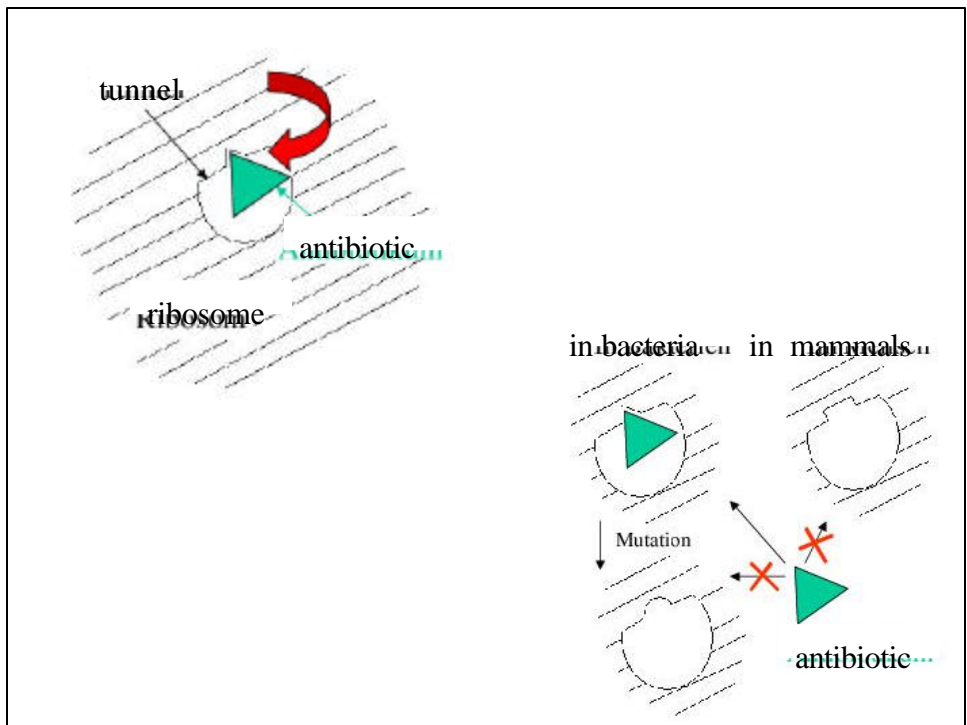 tunnel
antibiotic
ribosome
in bacteria in mammals
Mutation
antibiotic